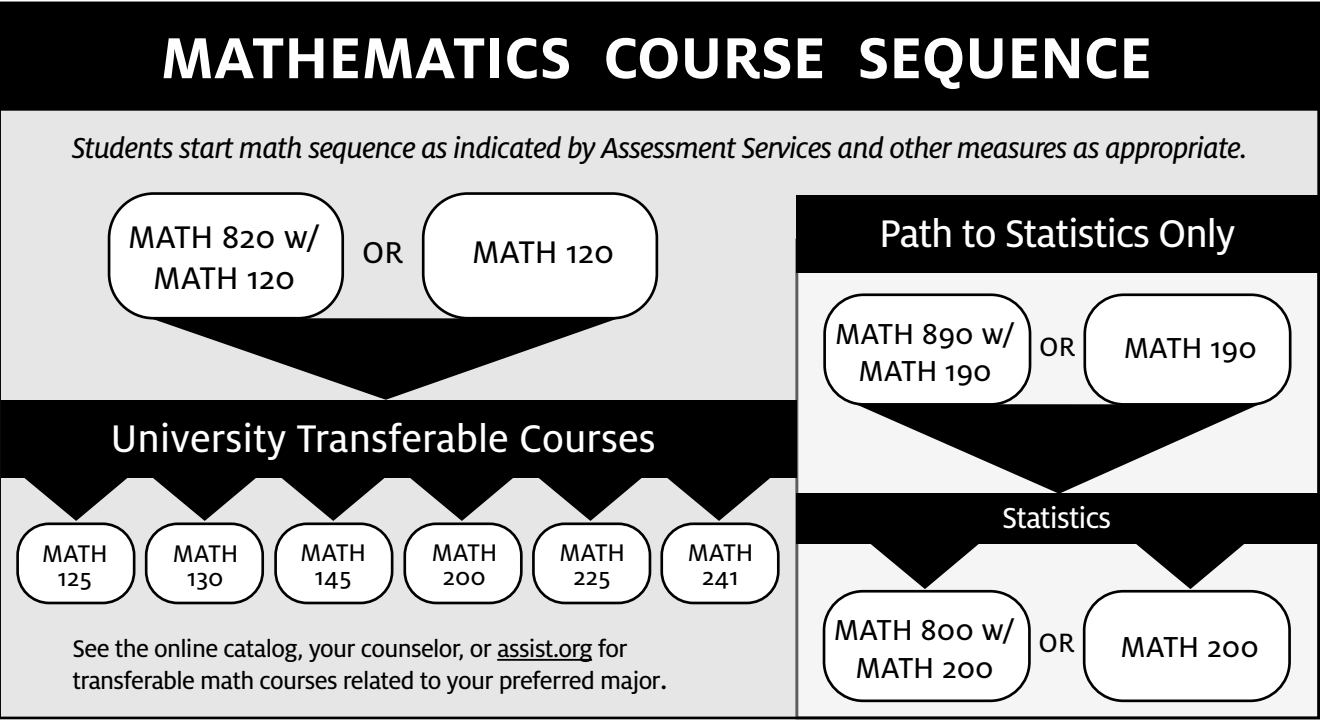 MATHEMATICS COURSE SEQUENCE
Students start math sequence as indicated by Assessment Services and other measures as appropriate.
MATH 820 w/
MATH 120
OR
MATH 120
University Transferable Courses
MATH
125
MATH
130
MATH
145
MATH
200
MATH
225
MATH
241
See the online catalog, your counselor, or assist.org for
transferable math courses related to your preferred major.
Path to Statistics Only
MATH 890 w/
MATH 190
OR
MATH 190
Statistics
MATH 800 w/
MATH 200
OR
MATH 200